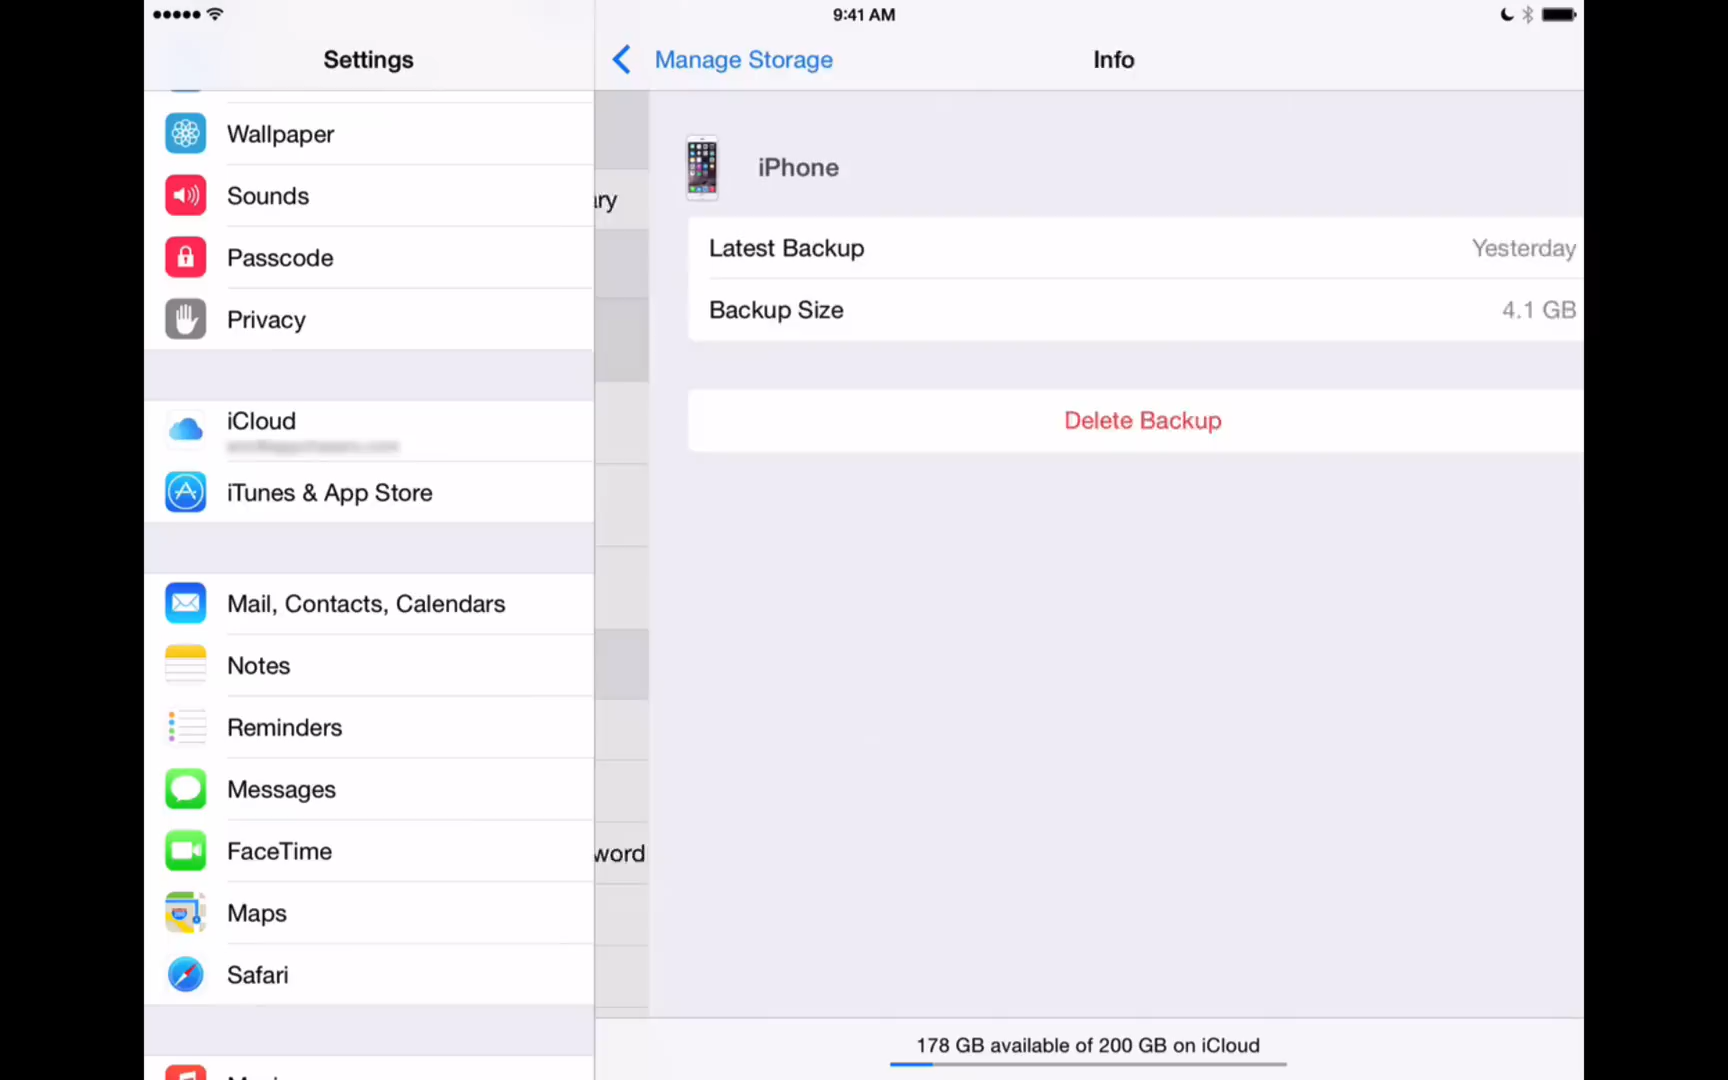 9:41 AM
Settings
Manage Storage
Info
Wallpaper
Sounds
Passcode
Privacy
iCloud
iTunes & App Store
Mail, Contacts, Calendars
Notes
Reminders
Messages
FaceTime
Maps
Safari
ry
word
iPhone
Latest Backup Yesterday
Backup Size 4.1 GB
Delete Backup
178 GB available of 200 GB on iCloud